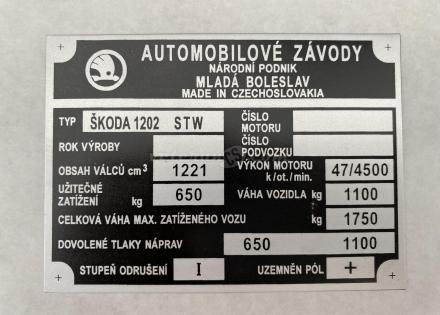 AUTOMOBILOVÉ ZÁVODY
NÁRODNÍ PODNIK
MLADÁ BOLESLAV
MADE IN CZECHOSLOVAKIA
TYP ŠKODA 1202 STW
ČÍSLO MOTORU
ROK VÝROBY
ČÍSLO PODVOZKU
OBSAH VÁLCŮ cm³ 1221
VÝKON MOTORU k/ot./min. 47/4500
UŽITEČNÉ ZATÍŽENÍ kg 650
VÁHA VOZIDLA kg 1100
CELKOVÁ VÁHA MAX. ZATÍŽENÉHO VOZU kg 1750
DOVOLENÉ TLAKY NÁPRAV 650 1100
STUPEŇ ODRUŠENÍ I
UZEMNĚN PÓL +